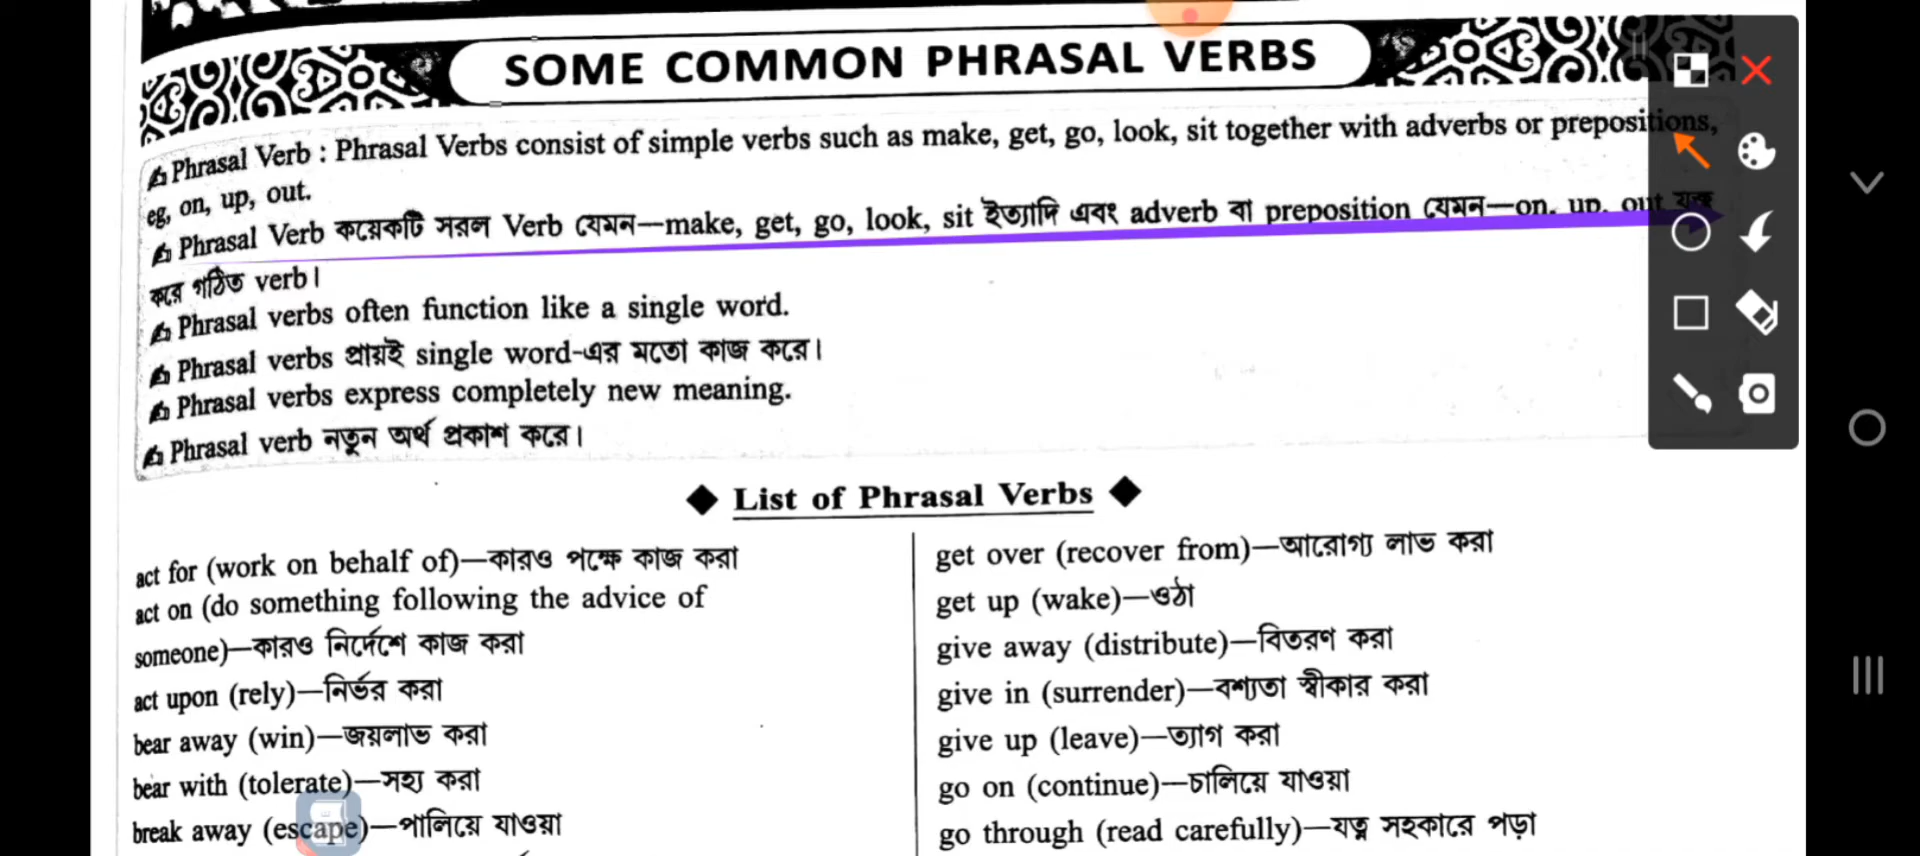 SOME COMMON PHRASAL VERBS
Phrasal Verb : Phrasal Verbs consist of simple verbs such as make, get, go, look, sit together with adverbs or prepositions,
eg, on, up, out.
Phrasal Verb কয়েকটি সরল Verb যেমন—make, get, go, look, sit ইত্যাদি এবং adverb বা preposition যেমন—on, up, out যুক্ত
করে গঠিত verb।
Phrasal verbs often function like a single word.
Phrasal verbs প্রায়ই single word-এর মতো কাজ করে।
Phrasal verbs express completely new meaning.
Phrasal verb নতুন অর্থ প্রকাশ করে।
List of Phrasal Verbs
act for (work on behalf of)—কারও পক্ষে কাজ করা
act on (do something following the advice of
someone)—কারও নির্দেশে কাজ করা
act upon (rely)—নির্ভর করা
bear away (win)—জয়লাভ করা
bear with (tolerate)—সহ্য করা
break away (escape)—পালিয়ে যাওয়া
get over (recover from)—আরোগ্য লাভ করা
get up (wake)—ওঠা
give away (distribute)—বিতরণ করা
give in (surrender)—বশ্যতা স্বীকার করা
give up (leave)—ত্যাগ করা
go on (continue)—চালিয়ে যাওয়া
go through (read carefully)—যত্ন সহকারে পড়া